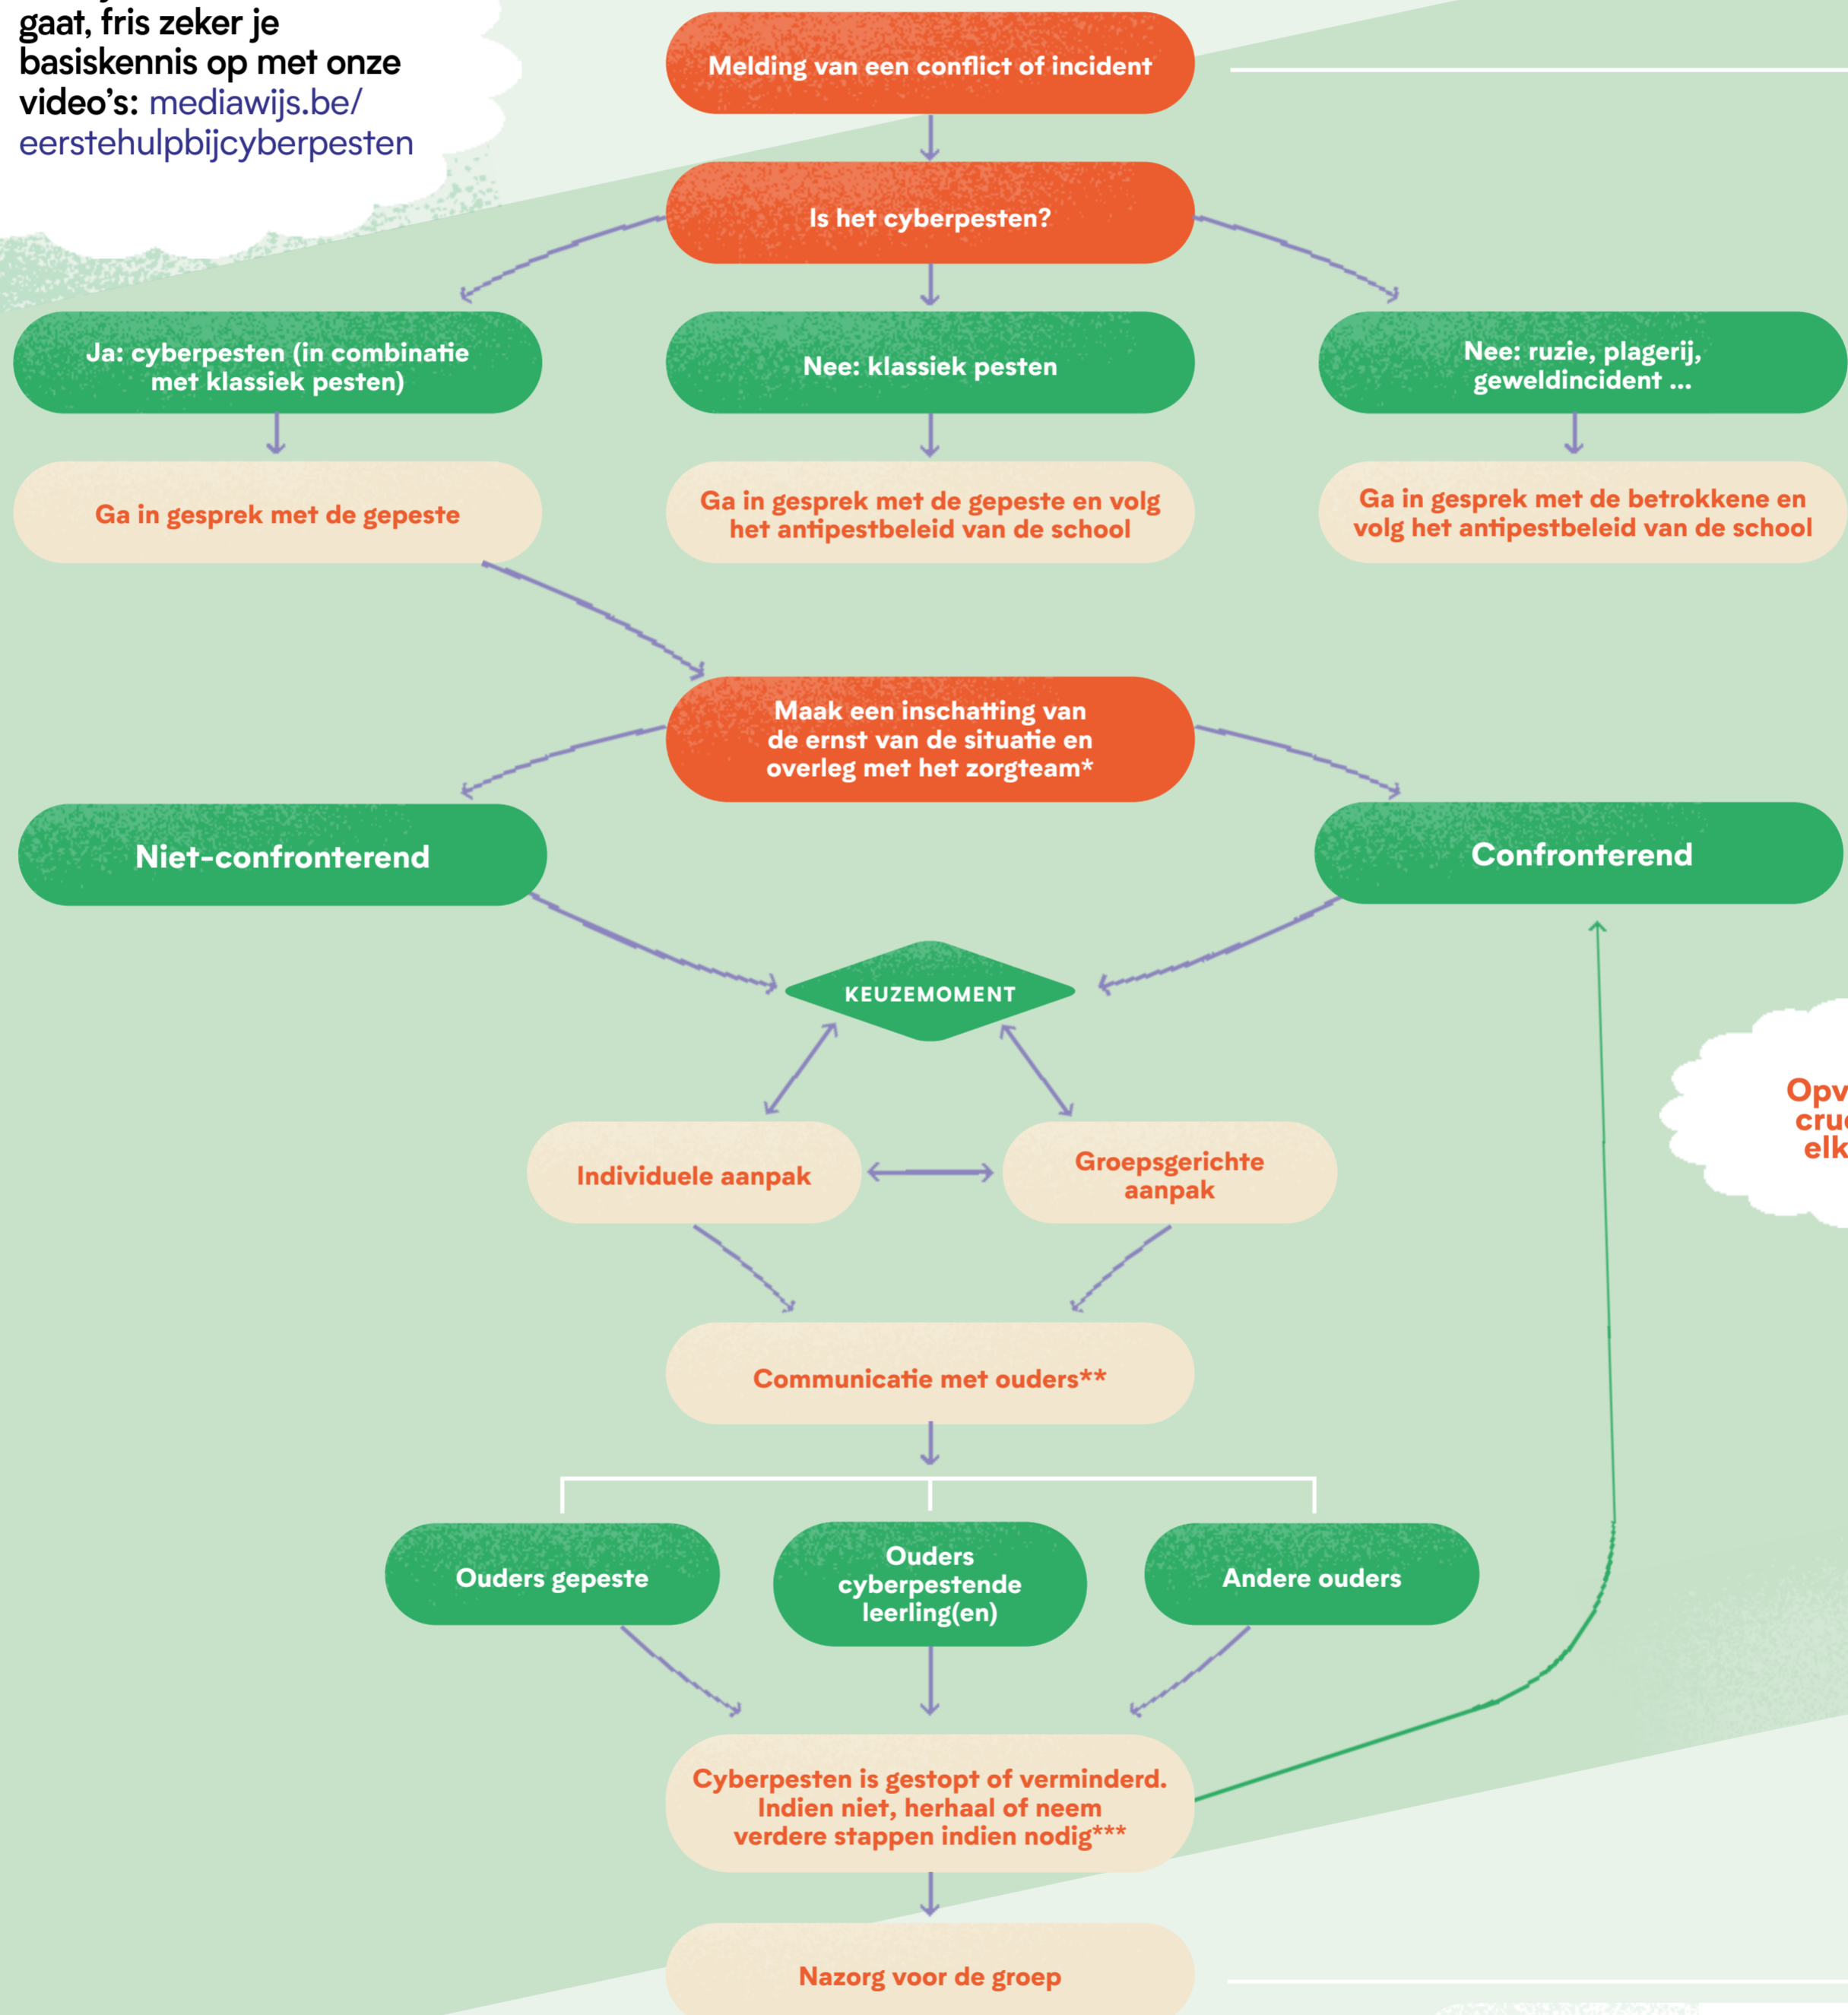 gaat, fris zeker je
basiskennis op met onze
video's: mediawijs.be/
eerstehulpbijcyberpesten
Melding van een conflict of incident
Is het cyberpesten?
Ja: cyberpesten (in combinatie
met klassiek pesten)
Nee: klassiek pesten
Nee: ruzie, plagerij,
geweldincident ...
Ga in gesprek met de gepeste
Ga in gesprek met de gepeste en volg
het antipestbeleid van de school
Ga in gesprek met de betrokkene en
volg het antipestbeleid van de school
Maak een inschatting van
de ernst van de situatie en
overleg met het zorgteam*
Niet-confronterend
Confronterend
KEUZEMOMENT
Individuele aanpak
Groepsgerichte
aanpak
Communicatie met ouders**
Ouders gepeste
Ouders
cyberpestende
leerling(en)
Andere ouders
Cyberpesten is gestopt of verminderd.
Indien niet, herhaal of neem
verdere stappen indien nodig***
Nazorg voor de groep